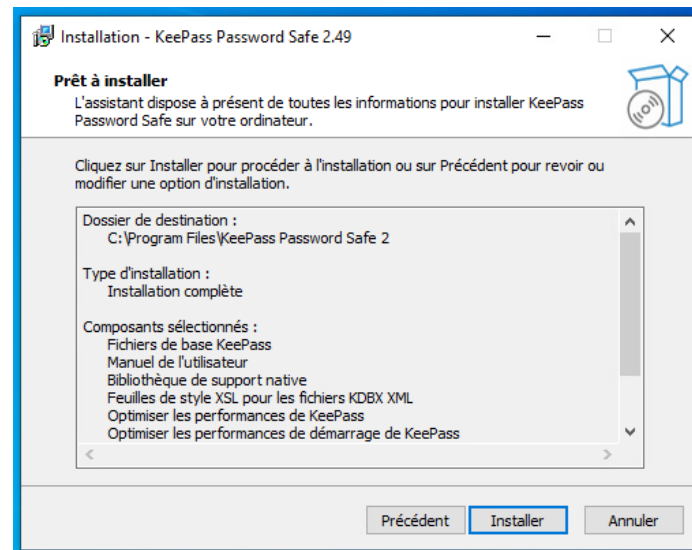 Installation - KeePass Password Safe 2.49
Prêt à installer
L'assistant dispose à présent de toutes les informations pour installer KeePass
Password Safe sur votre ordinateur.
Cliquez sur Installer pour procéder à l'installation ou sur Précédent pour revoir ou
modifier une option d'installation.
Dossier de destination :
C:\Program Files\KeePass Password Safe 2
Type d'installation :
Installation complète
Composants sélectionnés :
Fichiers de base KeePass
Manuel de l'utilisateur
Bibliothèque de support native
Feuilles de style XSL pour les fichiers KDBX XML
Optimiser les performances de KeePass
Optimiser les performances de démarrage de KeePass
Précédent Installer Annuler